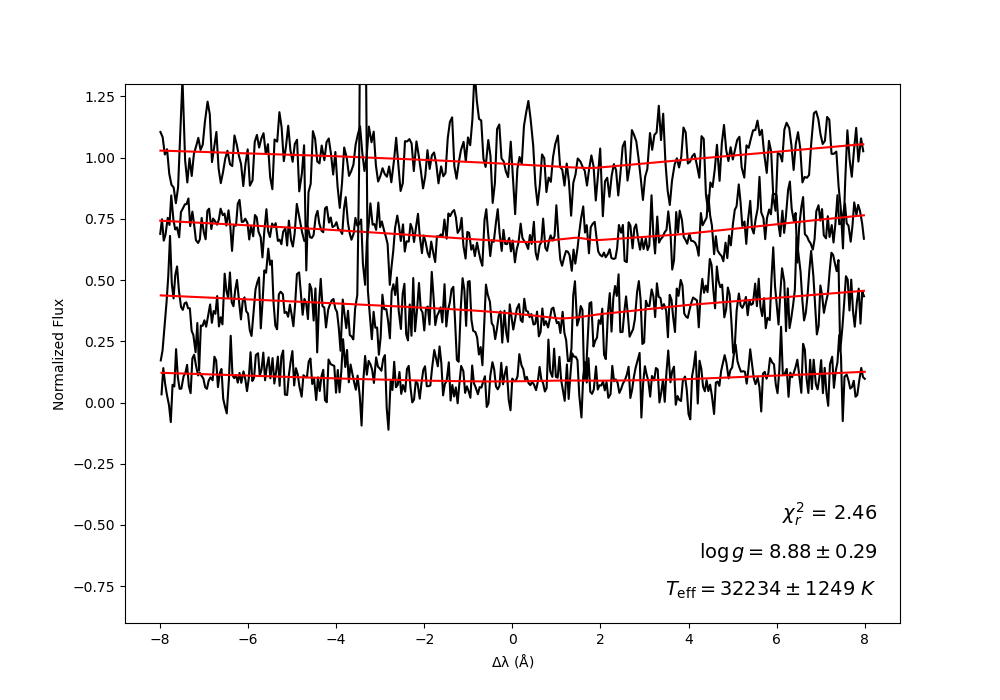 1.25
1.00
0.75
0.50
0.25
0.00
−0.25
−0.50
−0.75
Normalized Flux
χ²ᵣ = 2.46
log g = 8.88 ± 0.29
T_eff = 32234 ± 1249 K
−8 −6 −4 −2 0 2 4 6 8
Δλ (Å)